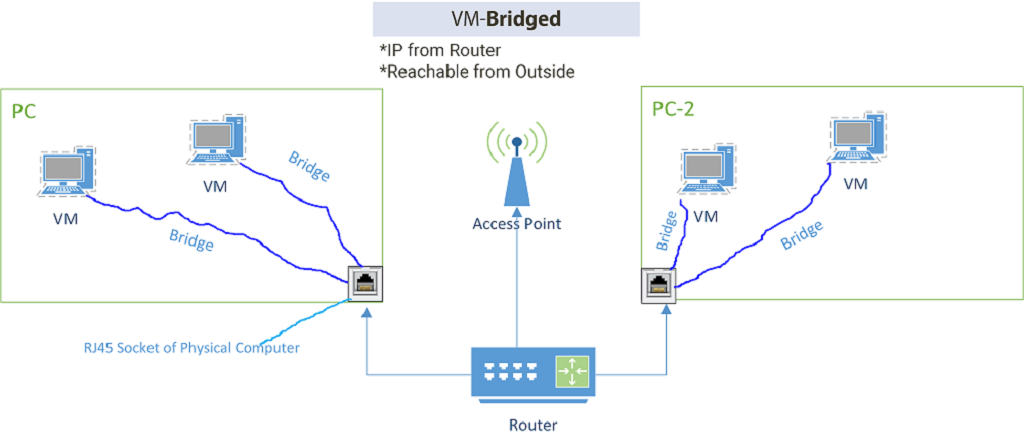 VM-Bridged
*IP from Router
*Reachable from Outside
PC
VM
VM
Bridge
Bridge
RJ45 Socket of Physical Computer
Access Point
Router
PC-2
VM
VM
Bridge
Bridge